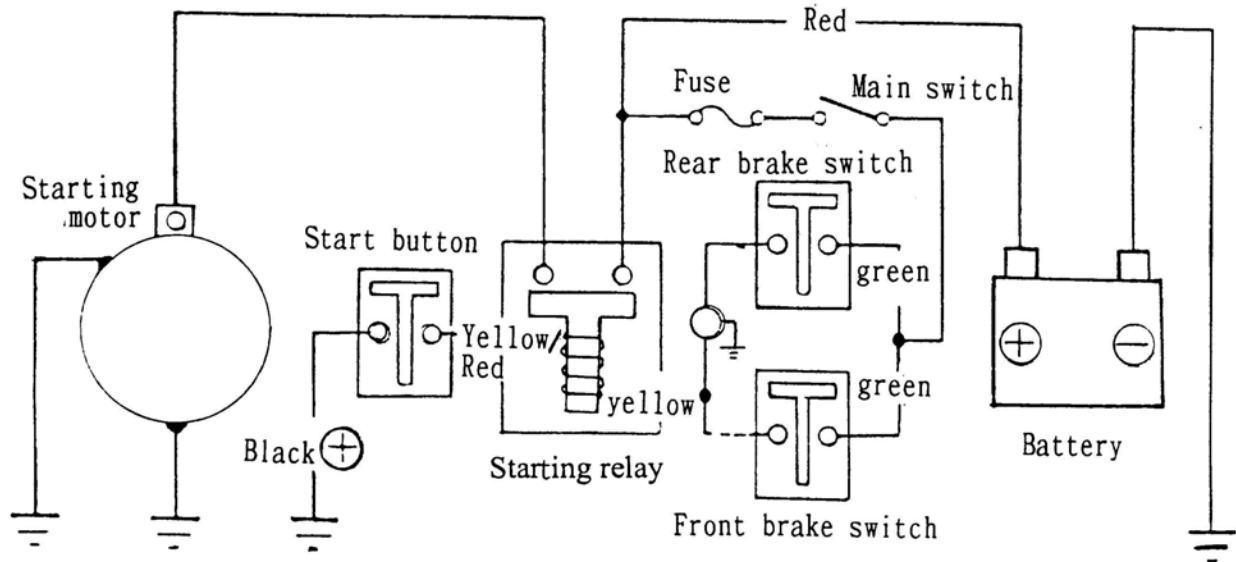 Red
Fuse
Main switch
Rear brake switch
Starting
motor
Start button
green
Yellow/
Red
yellow
green
Black
Starting relay
Battery
Front brake switch